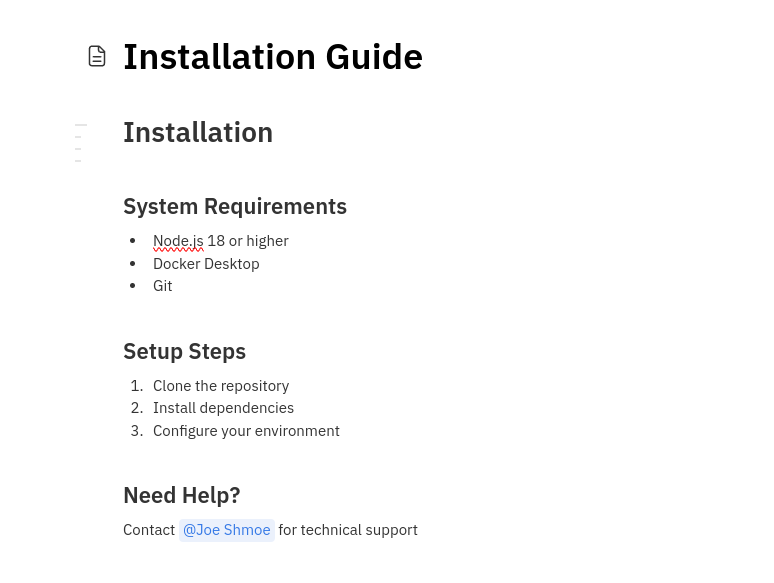 Installation Guide
Installation
System Requirements
• Node.js 18 or higher
• Docker Desktop
• Git
Setup Steps
1. Clone the repository
2. Install dependencies
3. Configure your environment
Need Help?
Contact @Joe Shmoe for technical support